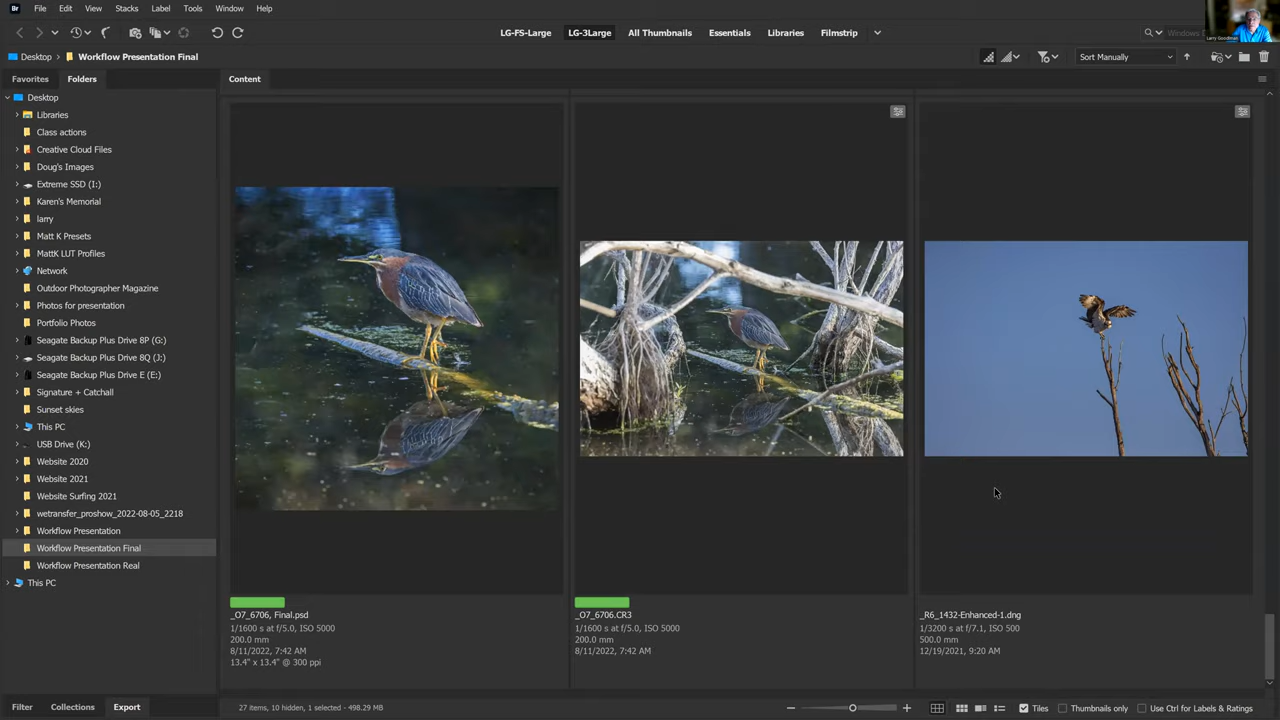 Br File Edit View Stacks Label Tools Window Help
LG-FS-Large LG-3Large All Thumbnails Essentials Libraries Filmstrip
Windows
Larry Goodman
Desktop Workflow Presentation Final
Sort Manually
Favorites Folders
Content
Desktop
Libraries
Class actions
Creative Cloud Files
Doug's Images
Extreme SSD (I:)
Karen's Memorial
larry
Matt K Presets
MattK LUT Profiles
Network
Outdoor Photographer Magazine
Photos for presentation
Portfolio Photos
Seagate Backup Plus Drive 8P (G:)
Seagate Backup Plus Drive 8Q (J:)
Seagate Backup Plus Drive E (E:)
Signature + Catchall
Sunset skies
This PC
USB Drive (K:)
Website 2020
Website 2021
Website Surfing 2021
wetransfer_proshow_2022-08-05_2218
Workflow Presentation
Workflow Presentation Final
Workflow Presentation Real
This PC
_O7_6706, Final.psd
1/1600 s at f/5.0, ISO 5000
200.0 mm
8/11/2022, 7:42 AM
13.4" x 13.4" @ 300 ppi
_O7_6706.CR3
1/1600 s at f/5.0, ISO 5000
200.0 mm
8/11/2022, 7:42 AM
_R6_1432-Enhanced-1.dng
1/3200 s at f/7.1, ISO 500
500.0 mm
12/19/2021, 9:20 AM
Filter Collections Export
27 items, 10 hidden, 1 selected - 498.29 MB
Tiles Thumbnails only Use Ctrl for Labels & Ratings